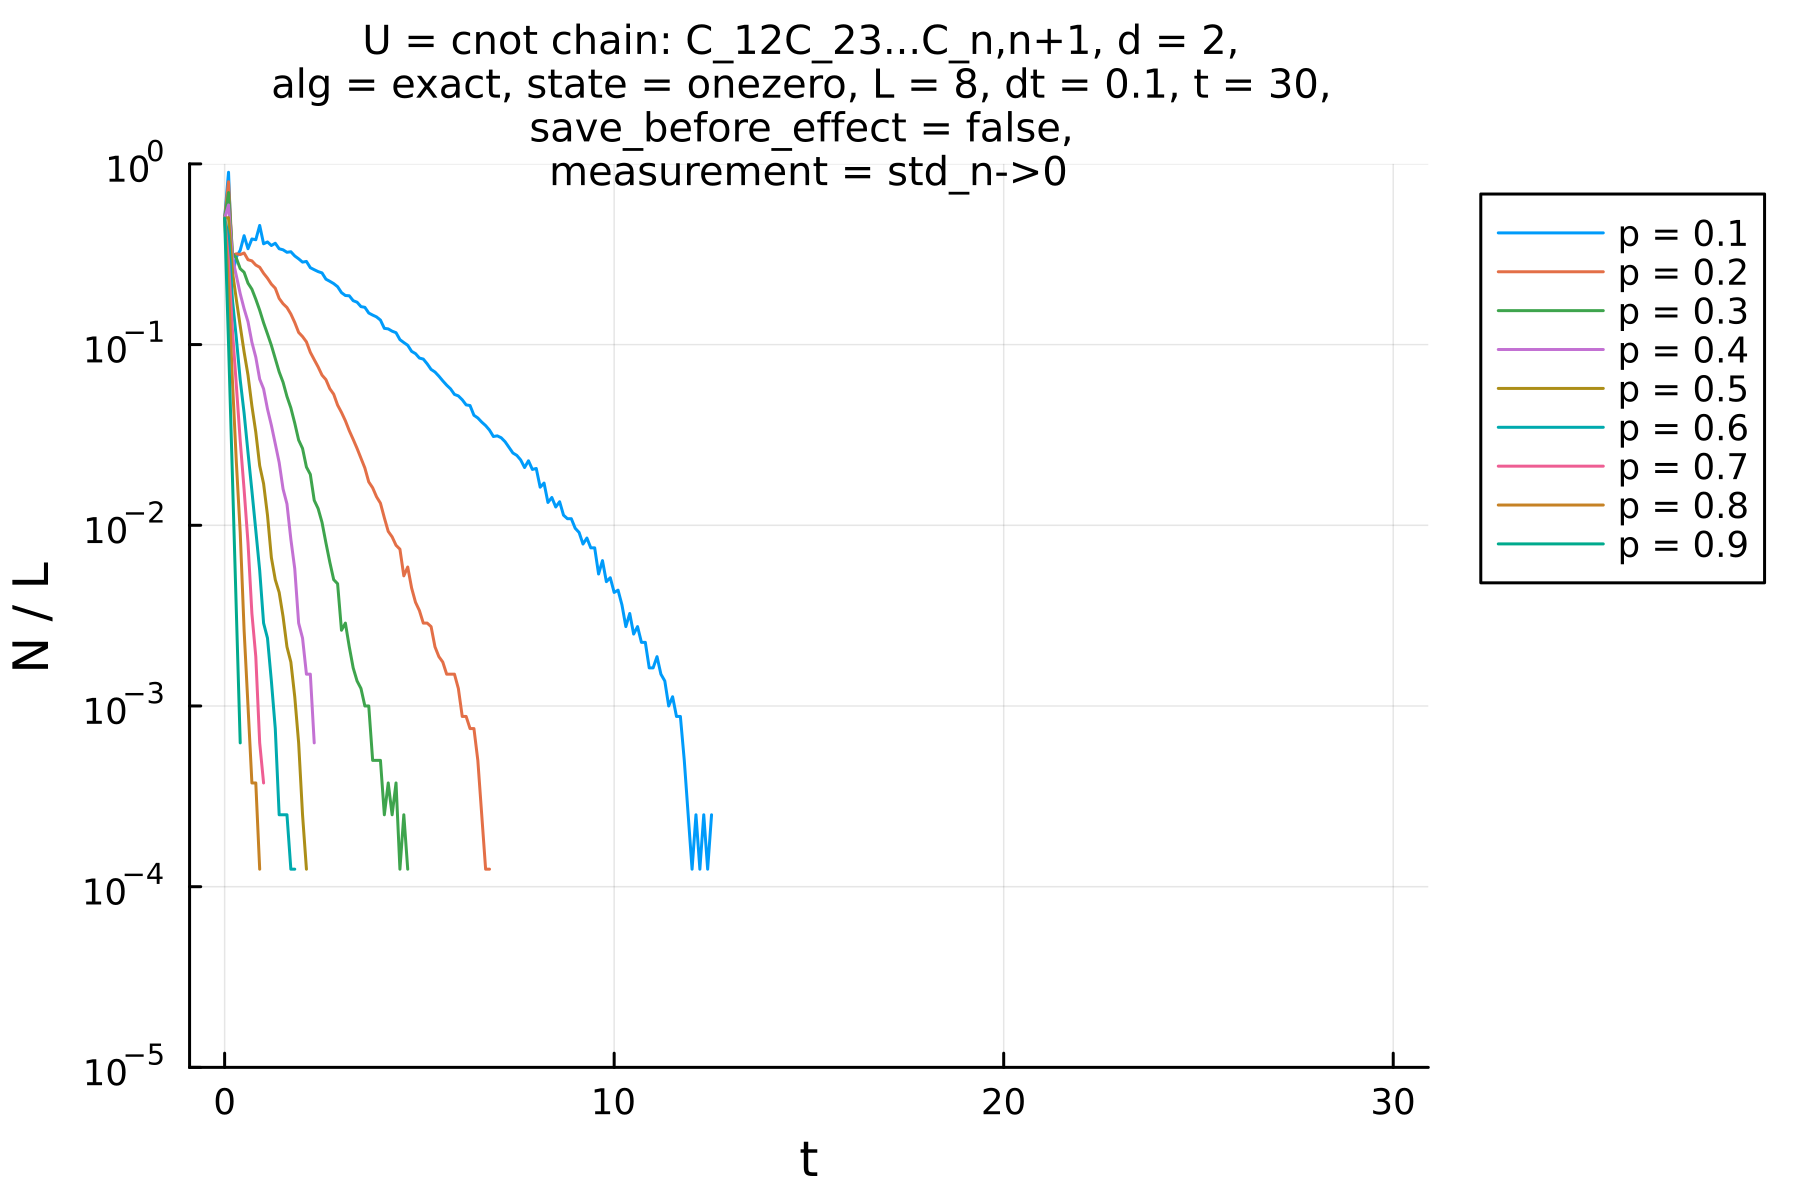 U = cnot chain: C_12C_23...C_n,n+1, d = 2,
alg = exact, state = onezero, L = 8, dt = 0.1, t = 30,
save_before_effect = false,
measurement = std_n->0
10⁰
10⁻¹
10⁻²
10⁻³
10⁻⁴
10⁻⁵
N / L
0
10
20
30
t
p = 0.1
p = 0.2
p = 0.3
p = 0.4
p = 0.5
p = 0.6
p = 0.7
p = 0.8
p = 0.9